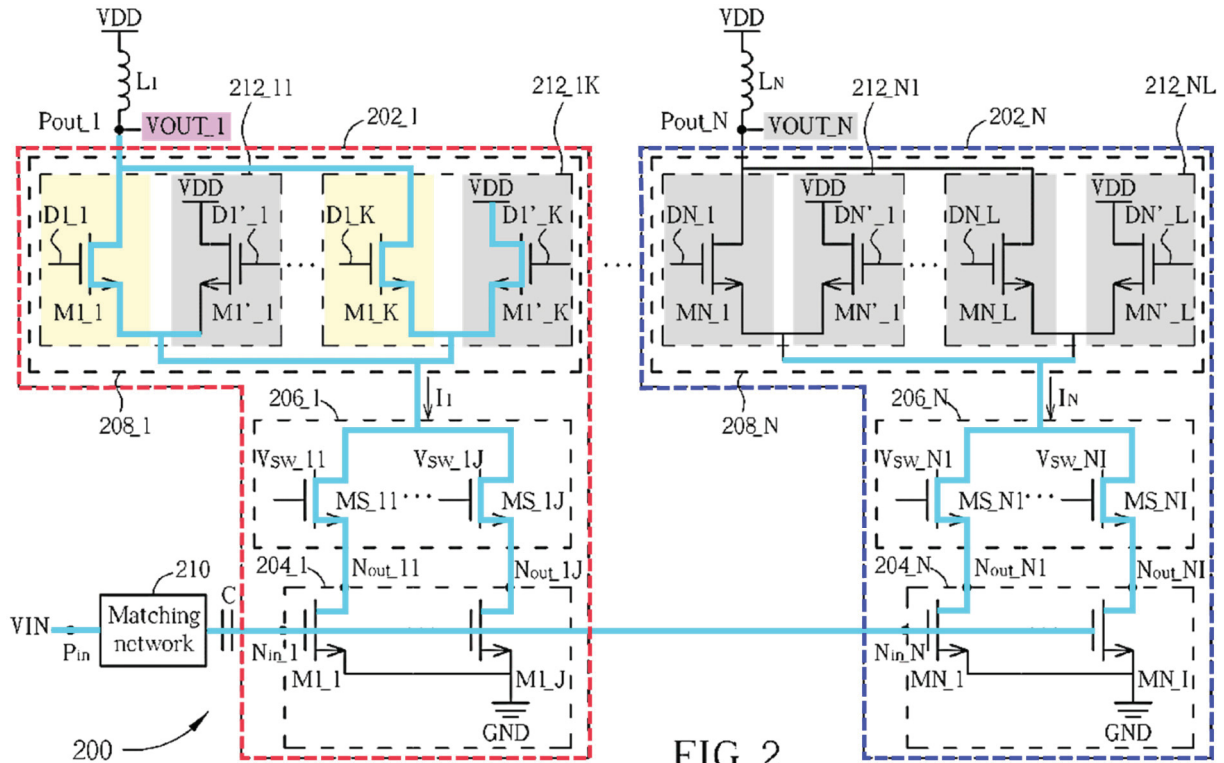 VDD VDD
L1 212_11 212_1K LN 212_N1 212_NL
Pout_1 VOUT_1 202_1 Pout_N VOUT_N 202_N
VDD VDD VDD VDD
D1_1 D1'_1 D1_K D1'_K DN_1 DN'_1 DN_L DN'_L
... ... ...
M1_1 M1'_1 M1_K M1'_K MN_1 MN'_1 MN_L MN'_L
208_1 206_1 I1 208_N 206_N IN
VSW_11 VSW_1J VSW_N1 VSW_NI
MS_11 ... MS_1J MS_N1 ... MS_NI
210 C 204_1 Nout_11 Nout_1J 204_N Nout_N1 Nout_NI
VIN Pin Matching
network Nin_1 Nin_N
M1_1 M1_J MN_1 MN_I
GND GND
200
FIG. 2